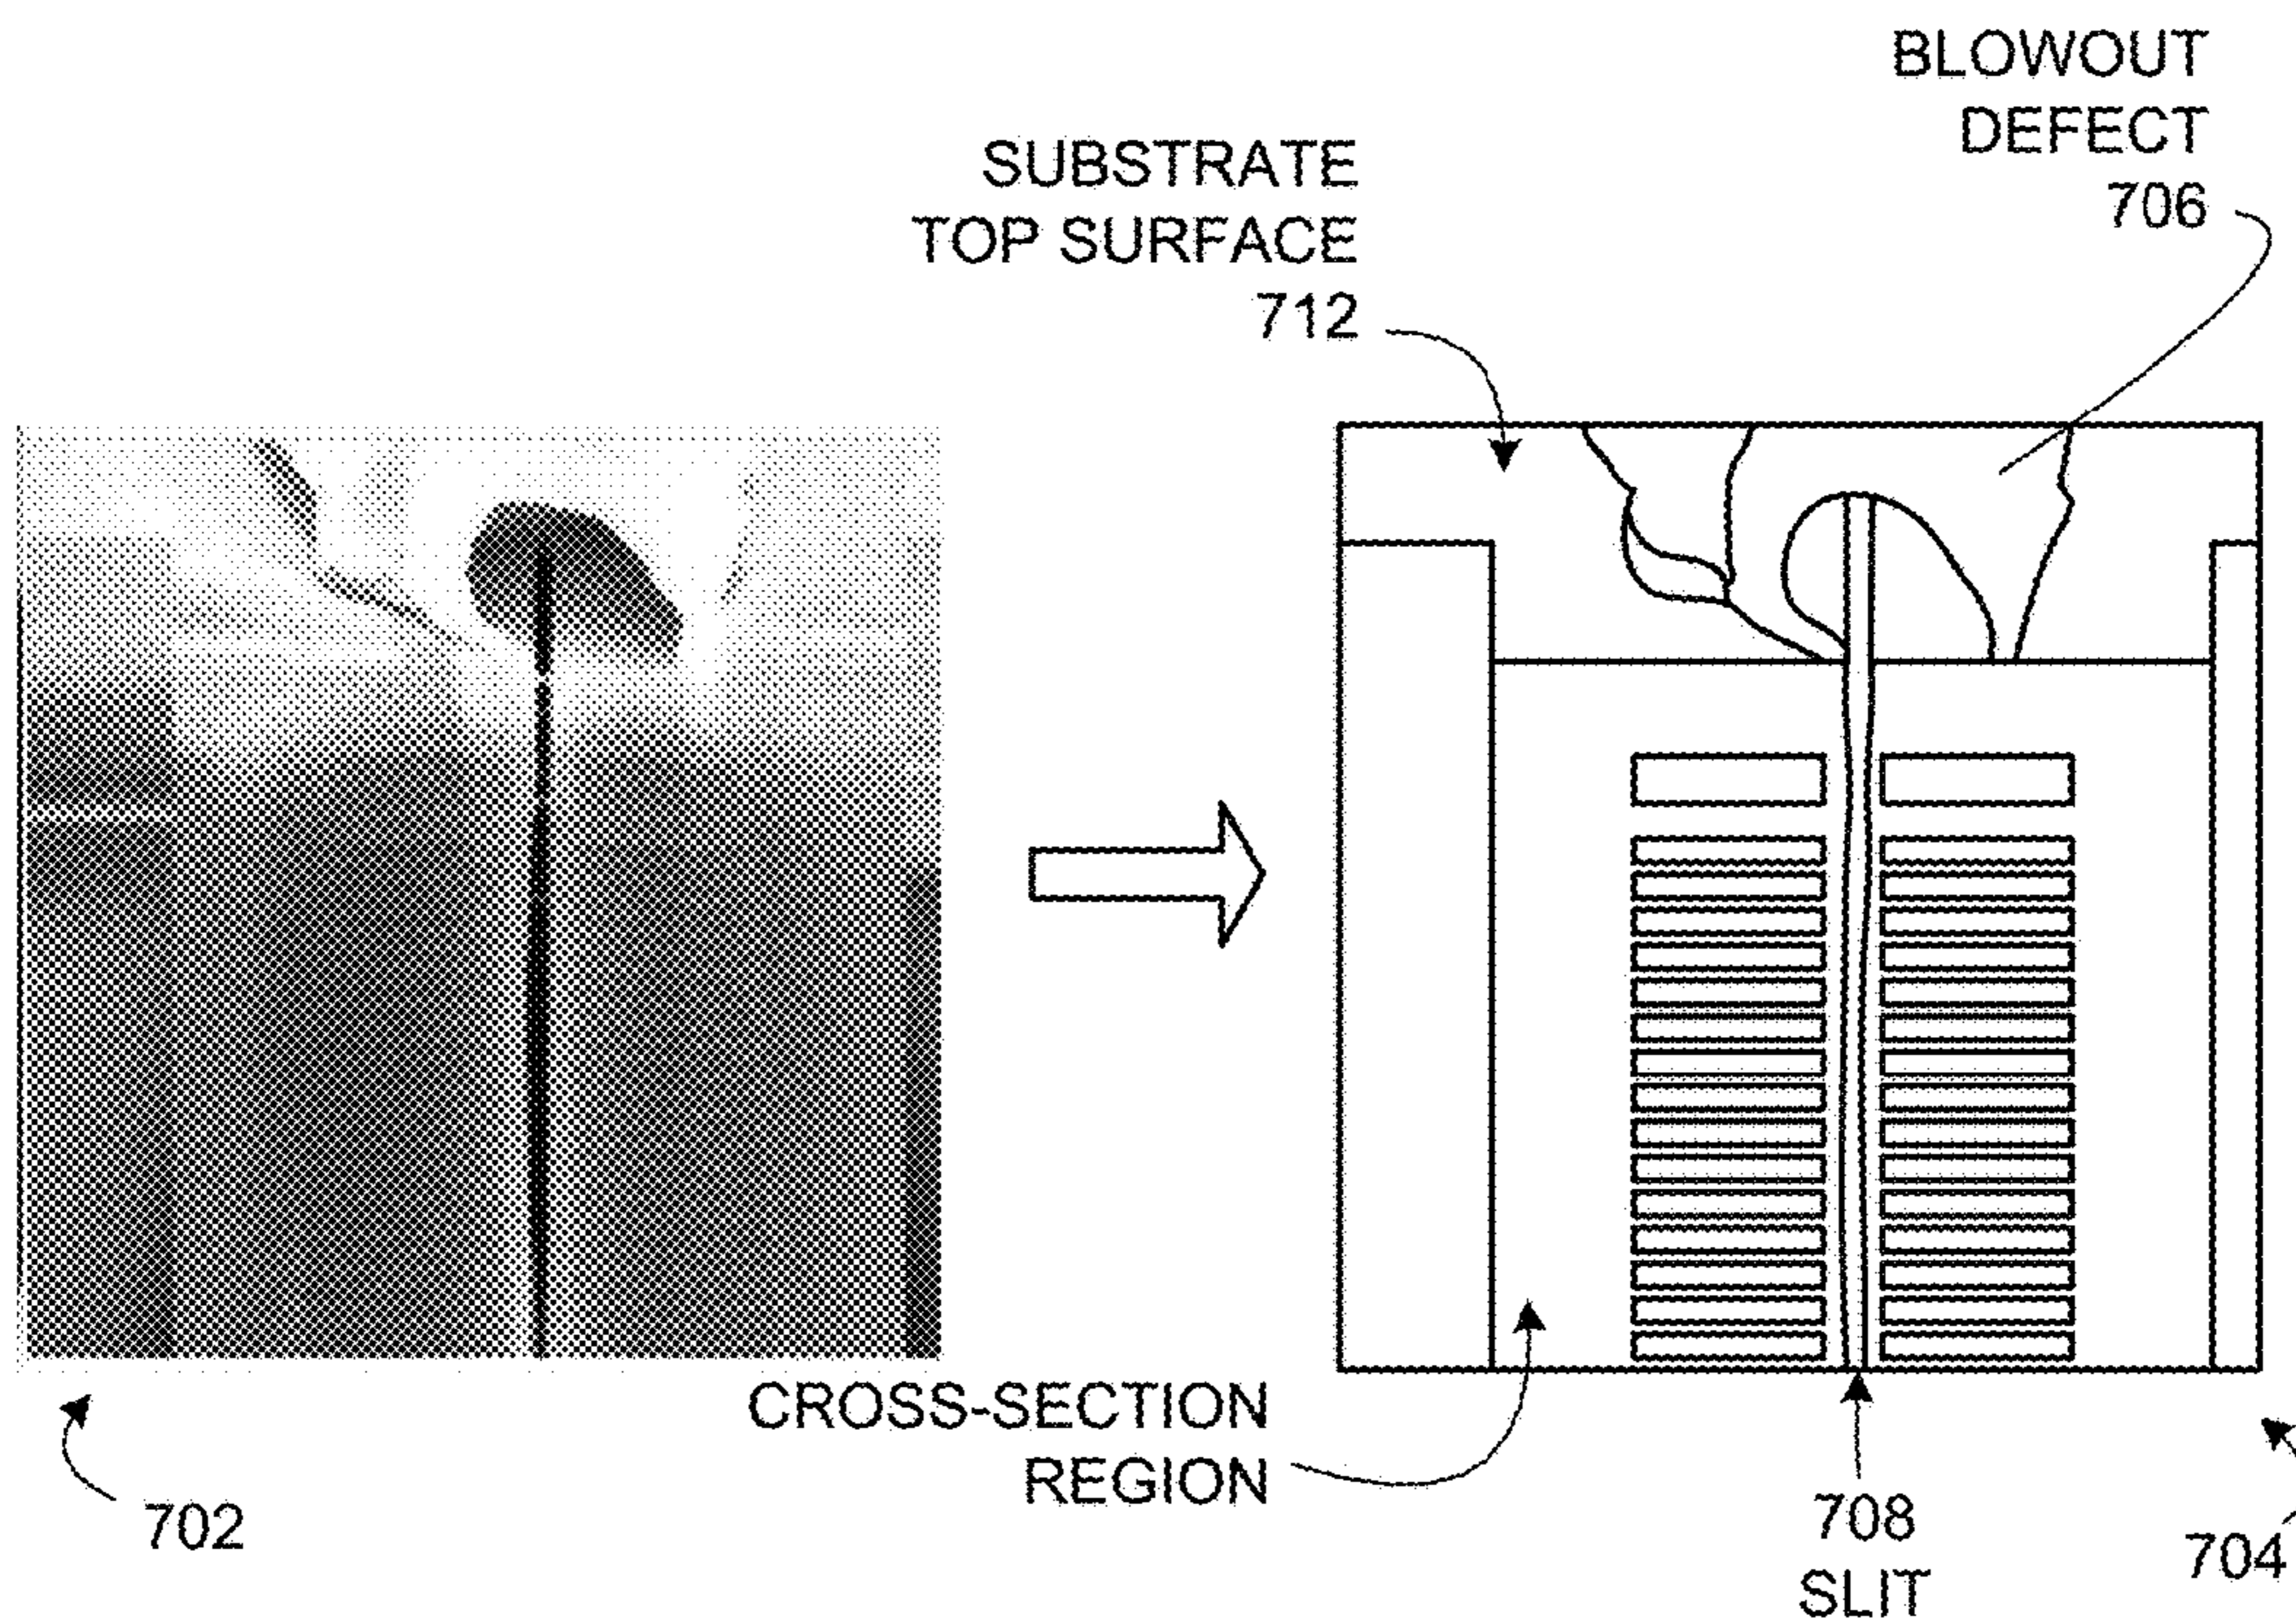 BLOWOUT
DEFECT
706
SUBSTRATE
TOP SURFACE
712
CROSS-SECTION
REGION
702
708
SLIT
704